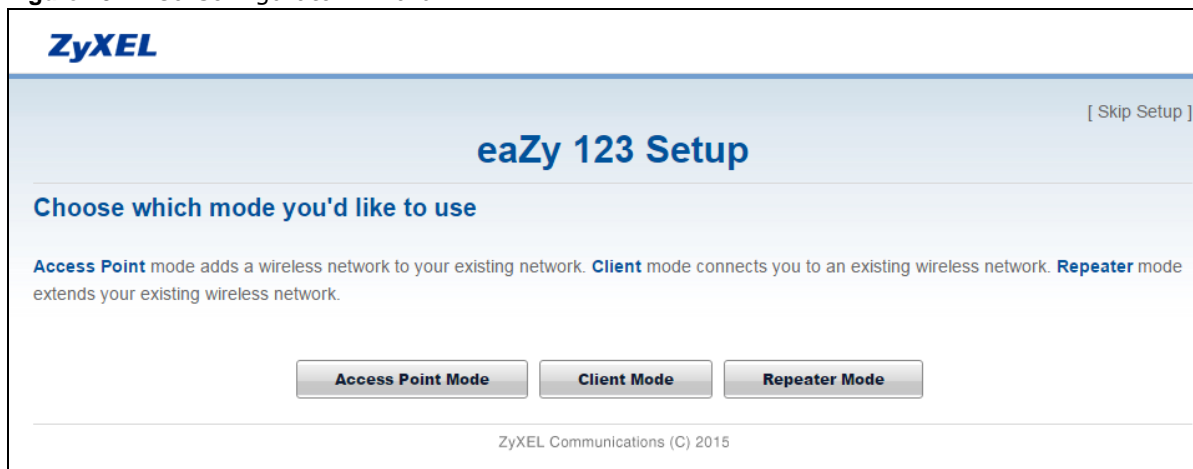 ZyXEL
[ Skip Setup ]
eaZy 123 Setup
Choose which mode you'd like to use
Access Point mode adds a wireless network to your existing network. Client mode connects you to an existing wireless network. Repeater mode
extends your existing wireless network.
Access Point Mode Client Mode Repeater Mode
ZyXEL Communications (C) 2015